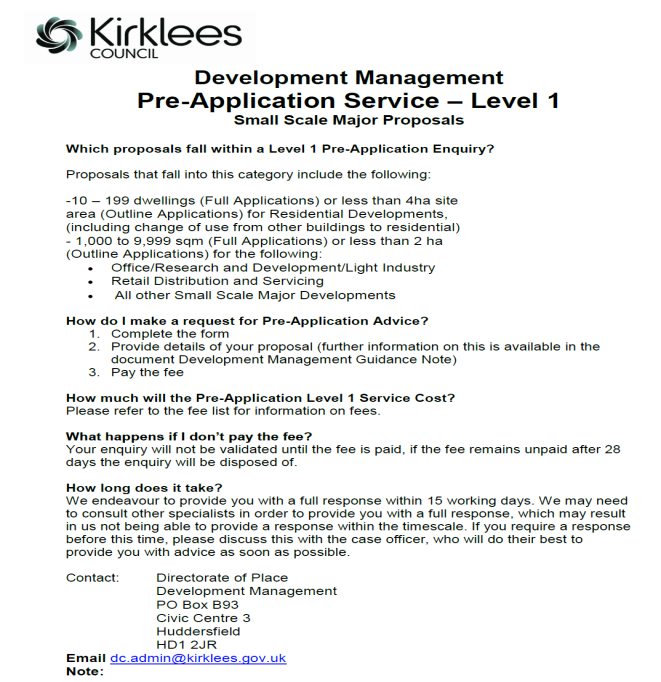 Kirklees
COUNCIL
Development Management
Pre-Application Service – Level 1
Small Scale Major Proposals
Which proposals fall within a Level 1 Pre-Application Enquiry?
Proposals that fall into this category include the following:
-10 – 199 dwellings (Full Applications) or less than 4ha site
area (Outline Applications) for Residential Developments,
(including change of use from other buildings to residential)
- 1,000 to 9,999 sqm (Full Applications) or less than 2 ha
(Outline Applications) for the following:
• Office/Research and Development/Light Industry
• Retail Distribution and Servicing
• All other Small Scale Major Developments
How do I make a request for Pre-Application Advice?
1. Complete the form
2. Provide details of your proposal (further information on this is available in the
document Development Management Guidance Note)
3. Pay the fee
How much will the Pre-Application Level 1 Service Cost?
Please refer to the fee list for information on fees.
What happens if I don't pay the fee?
Your enquiry will not be validated until the fee is paid, if the fee remains unpaid after 28
days the enquiry will be disposed of.
How long does it take?
We endeavour to provide you with a full response within 15 working days. We may need
to consult other specialists in order to provide you with a full response, which may result
in us not being able to provide a response within the timescale. If you require a response
before this time, please discuss this with the case officer, who will do their best to
provide you with advice as soon as possible.
Contact: Directorate of Place
Development Management
PO Box B93
Civic Centre 3
Huddersfield
HD1 2JR
Email dc.admin@kirklees.gov.uk
Note: